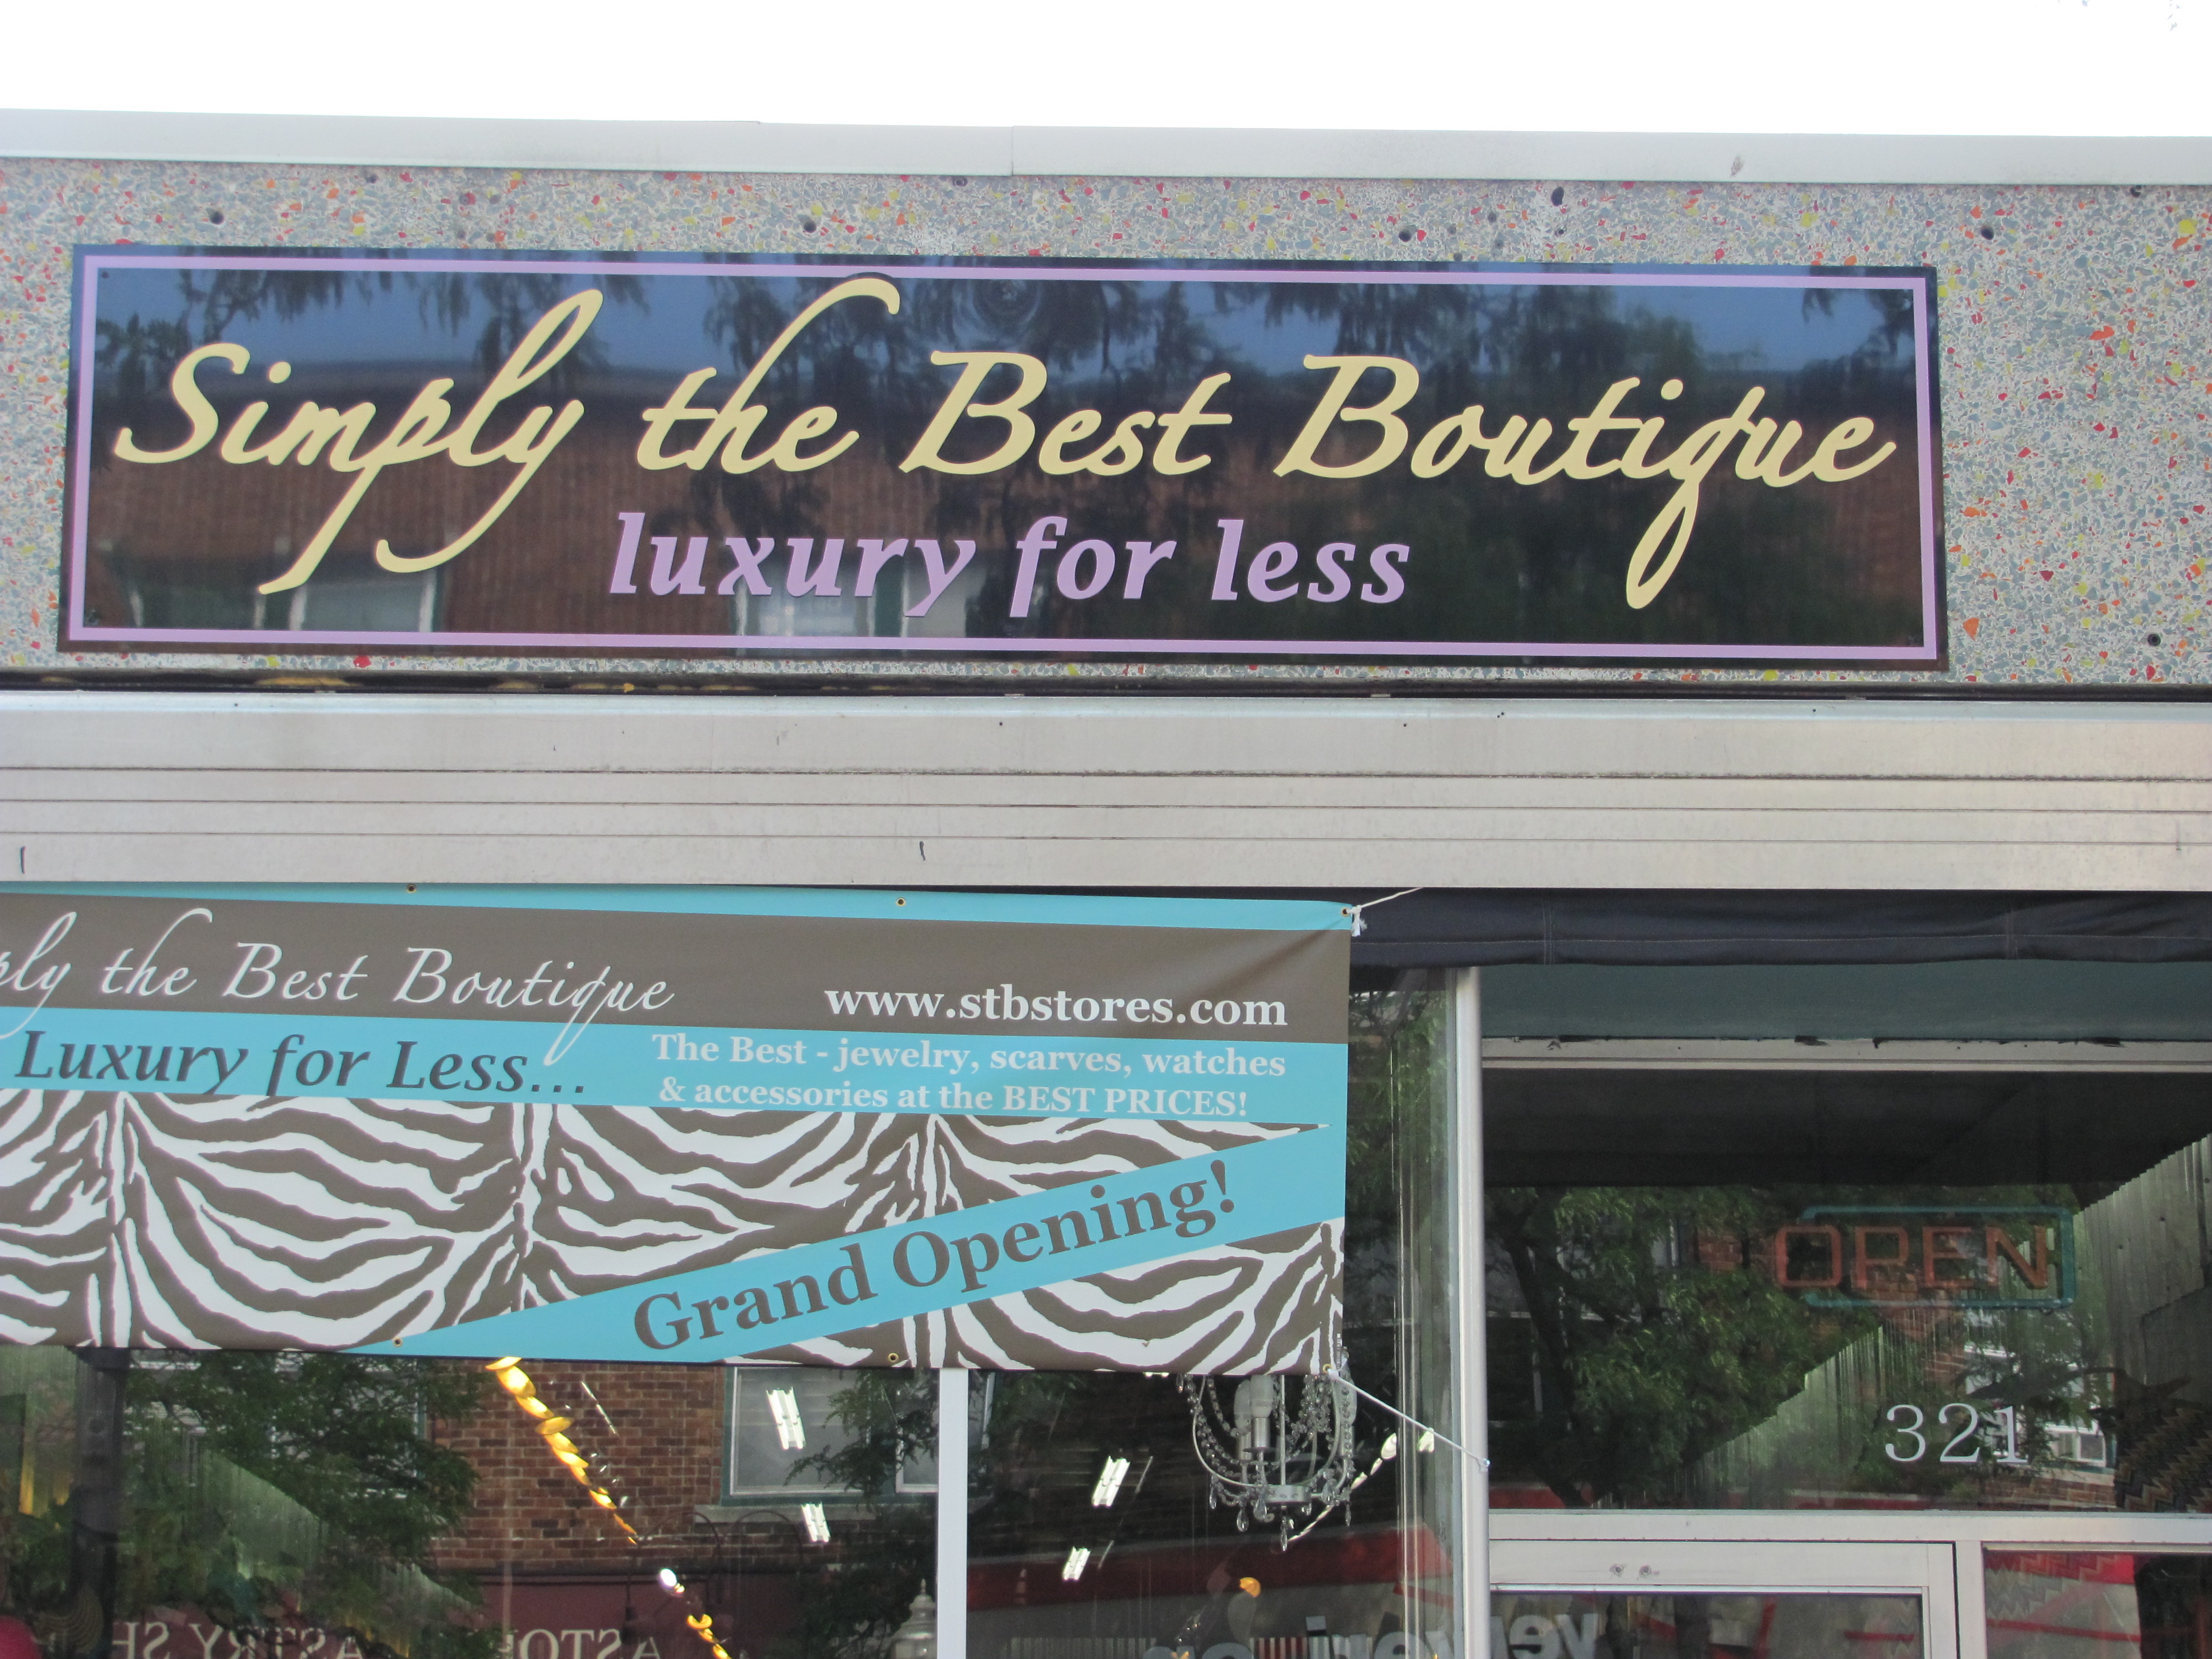 Simply the Best Boutique
luxury for less
ply the Best Boutique
www.stbstores.com
Luxury for Less...
The Best - jewelry, scarves, watches
& accessories at the BEST PRICES!
Grand Opening!
OPEN
321